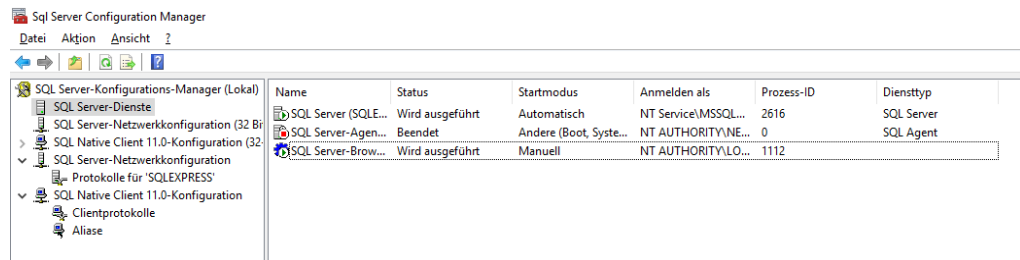 Sql Server Configuration Manager
Datei Aktion Ansicht ?
SQL Server-Konfigurations-Manager (Lokal)
SQL Server-Dienste
SQL Server-Netzwerkkonfiguration (32 Bi
SQL Native Client 11.0-Konfiguration (32-
SQL Server-Netzwerkkonfiguration
Protokolle für 'SQLEXPRESS'
SQL Native Client 11.0-Konfiguration
Clientprotokolle
Aliase
Name Status Startmodus Anmelden als Prozess-ID Diensttyp
SQL Server (SQLE... Wird ausgeführt Automatisch NT Service\MSSQL... 2616 SQL Server
SQL Server-Agen... Beendet Andere (Boot, Syste... NT AUTHORITY\NE... 0 SQL Agent
SQL Server-Brow... Wird ausgeführt Manuell NT AUTHORITY\LO... 1112